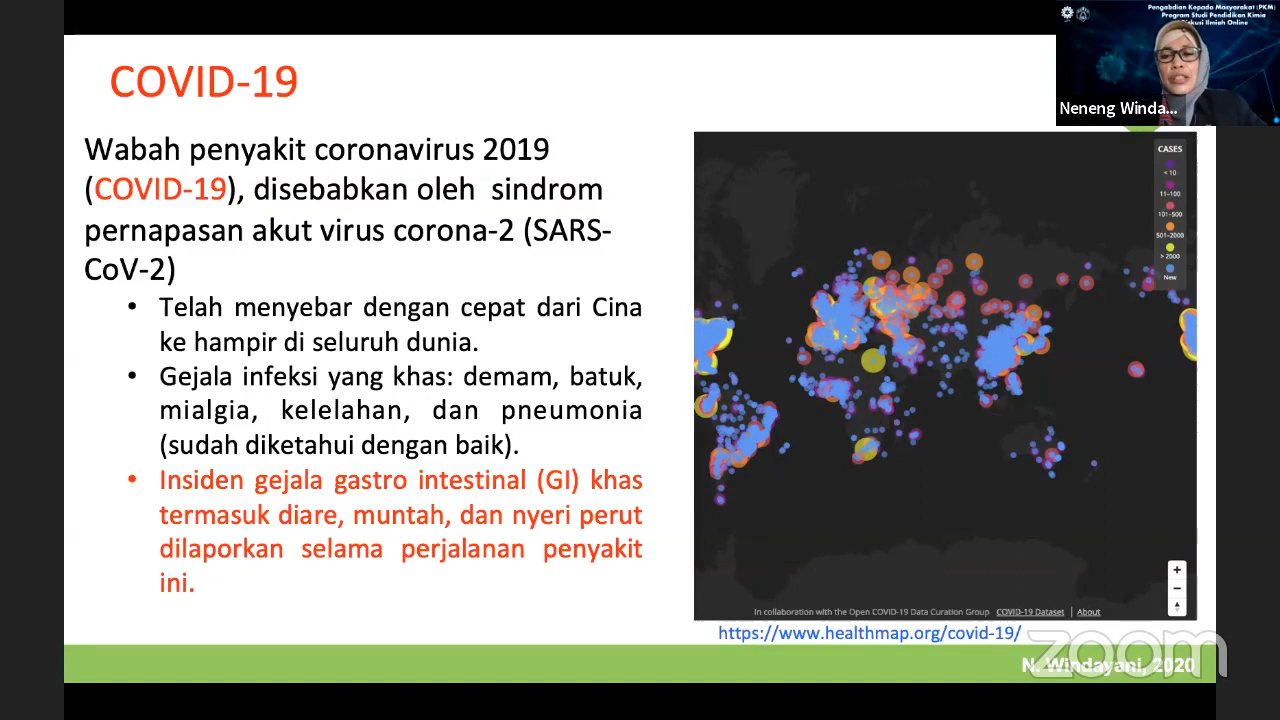 Pengabdian Kepada Masyarakat (PKM)
Program Studi Pendidikan Kimia
Diskusi Ilmiah Online
Neneng Winda...
COVID-19
Wabah penyakit coronavirus 2019
(COVID-19), disebabkan oleh sindrom
pernapasan akut virus corona-2 (SARS-
CoV-2)
• Telah menyebar dengan cepat dari Cina
ke hampir di seluruh dunia.
• Gejala infeksi yang khas: demam, batuk,
mialgia, kelelahan, dan pneumonia
(sudah diketahui dengan baik).
• Insiden gejala gastro intestinal (GI) khas
termasuk diare, muntah, dan nyeri perut
dilaporkan selama perjalanan penyakit
ini.
CASES
< 10
11–100
101–500
501–2000
> 2000
New
+
−
In collaboration with the Open COVID-19 Data Curation Group COVID-19 Dataset | About
https://www.healthmap.org/covid-19/
zoom
N. Windayani, 2020